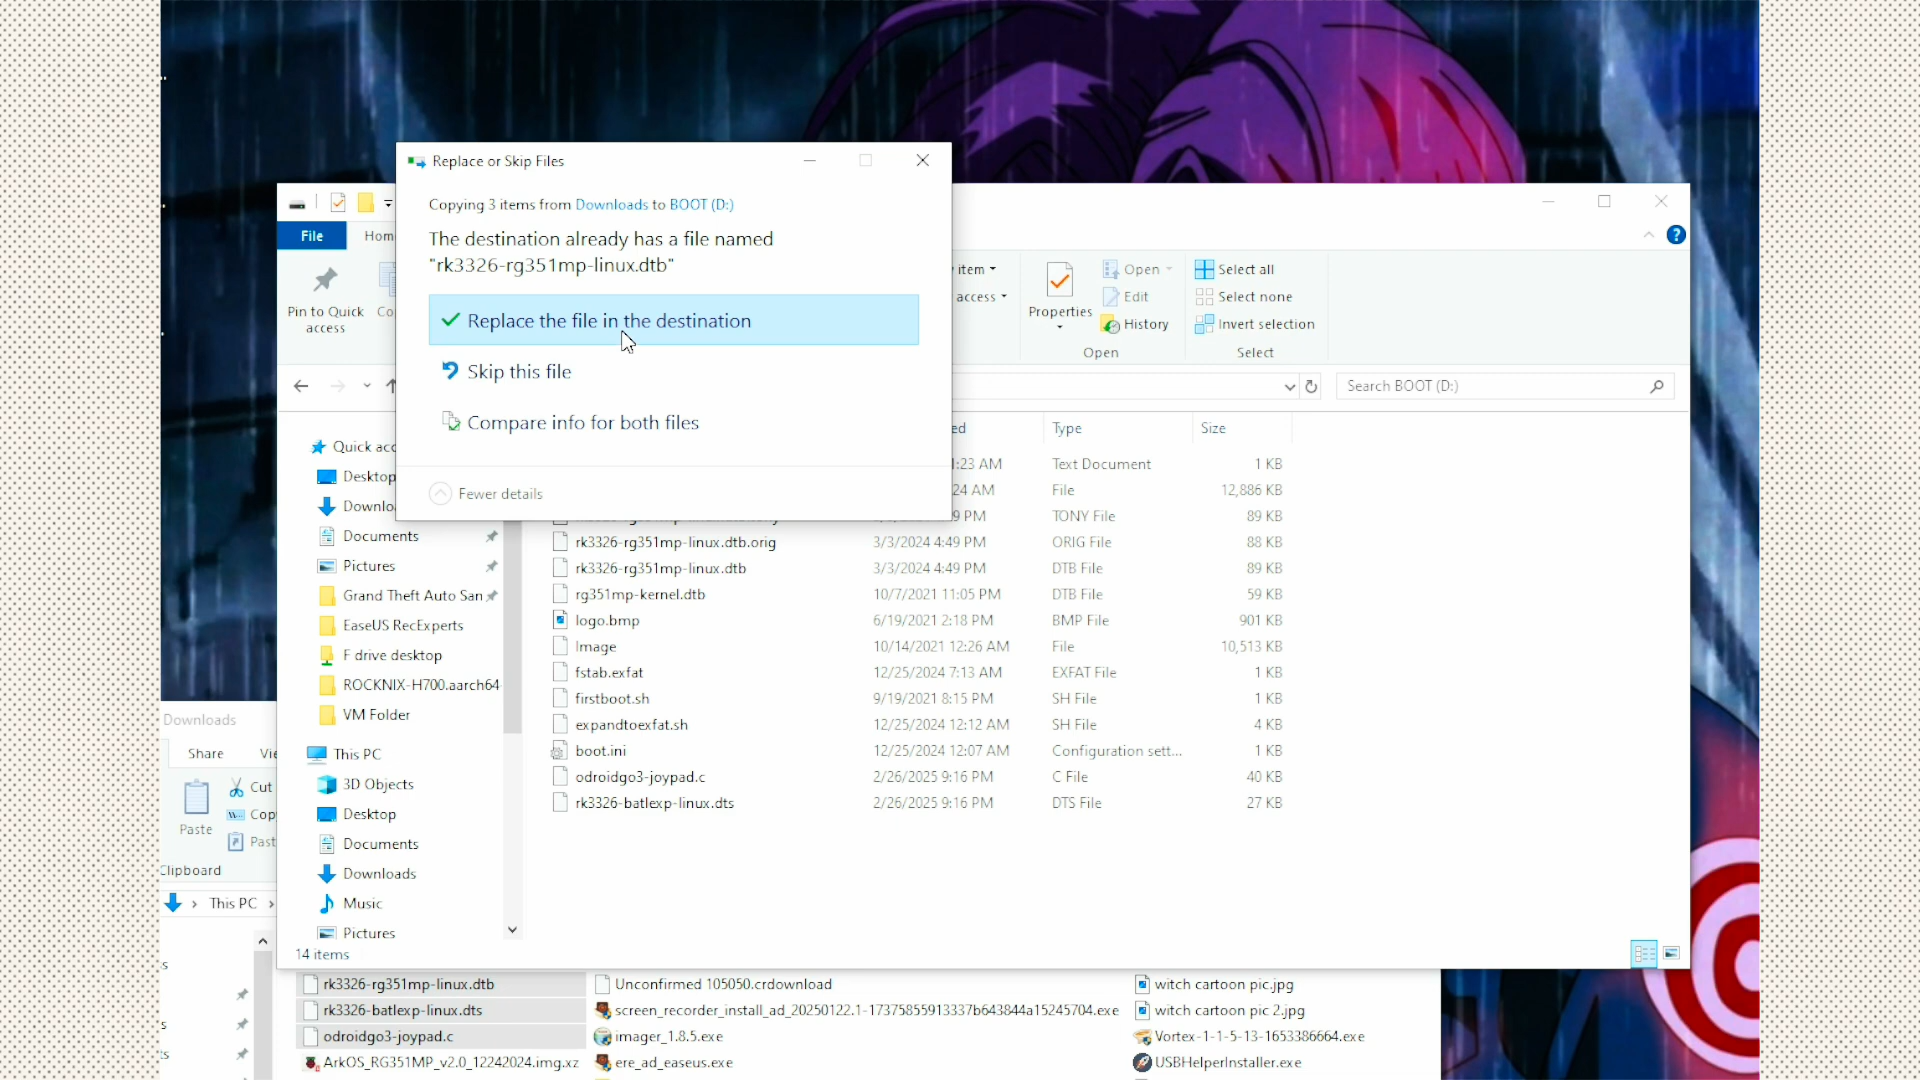 Replace or Skip Files
Copying 3 items from Downloads to BOOT (D:)
The destination already has a file named
"rk3326-rg351mp-linux.dtb"
Replace the file in the destination
Skip this file
Compare info for both files
Fewer details
File
Hom
Pin to Quick
access
Co
item
access
Properties
Open
Edit
History
Open
Select all
Select none
Invert selection
Select
Search BOOT (D:)
Quick acc
Desktop
Downlo
Documents
Pictures
Grand Theft Auto San
EaseUS RecExperts
F drive desktop
ROCKNIX-H700.aarch64
VM Folder
This PC
3D Objects
Desktop
Documents
Downloads
Music
Pictures
14 items
ed Type Size
:23 AM Text Document 1 KB
24 AM File 12,886 KB
9 PM TONY File 89 KB
rk3326-rg351mp-linux.dtb.orig 3/3/2024 4:49 PM ORIG File 88 KB
rk3326-rg351mp-linux.dtb 3/3/2024 4:49 PM DTB File 89 KB
rg351mp-kernel.dtb 10/7/2021 11:05 PM DTB File 59 KB
logo.bmp 6/19/2021 2:18 PM BMP File 901 KB
Image 10/14/2021 12:26 AM File 10,513 KB
fstab.exfat 12/25/2024 7:13 AM EXFAT File 1 KB
firstboot.sh 9/19/2021 8:15 PM SH File 1 KB
expandtoexfat.sh 12/25/2024 12:12 AM SH File 4 KB
boot.ini 12/25/2024 12:07 AM Configuration sett... 1 KB
odroidgo3-joypad.c 2/26/2025 9:16 PM C File 40 KB
rk3326-batlexp-linux.dts 2/26/2025 9:16 PM DTS File 27 KB
Downloads
Share Vie
Paste
Cut
Cop
Past
Clipboard
This PC
rk3326-rg351mp-linux.dtb Unconfirmed 105050.crdownload witch cartoon pic.jpg
rk3326-batlexp-linux.dts screen_recorder_install_ad_20250122.1-17375855913337b643844a15245704.exe witch cartoon pic 2.jpg
odroidgo3-joypad.c imager_1.8.5.exe Vortex-1-1-5-13-1653386664.exe
ArkOS_RG351MP_v2.0_12242024.img.xz ere_ad_easeus.exe USBHelperInstaller.exe